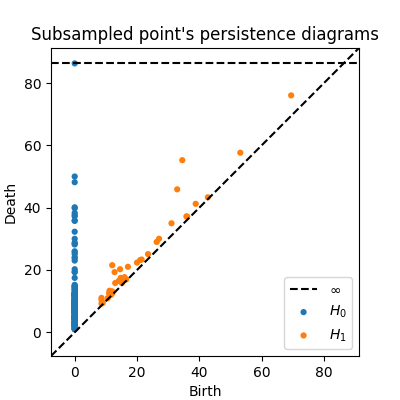 Subsampled point's persistence diagrams
Death
80
60
40
20
0
0 20 40 60 80
Birth
∞
H₀
H₁